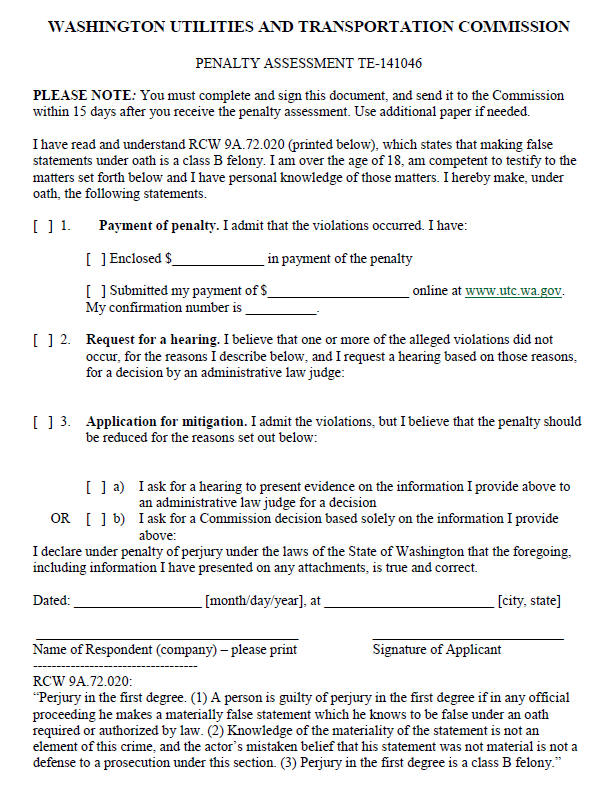 WASHINGTON UTILITIES AND TRANSPORTATION COMMISSION
PENALTY ASSESSMENT TE-141046
PLEASE NOTE: You must complete and sign this document, and send it to the Commission
within 15 days after you receive the penalty assessment. Use additional paper if needed.
I have read and understand RCW 9A.72.020 (printed below), which states that making false
statements under oath is a class B felony. I am over the age of 18, am competent to testify to the
matters set forth below and I have personal knowledge of those matters. I hereby make, under
oath, the following statements.
[ ] 1. Payment of penalty. I admit that the violations occurred. I have:
[ ] Enclosed $______________ in payment of the penalty
[ ] Submitted my payment of $_____________________ online at www.utc.wa.gov.
My confirmation number is ___________.
[ ] 2. Request for a hearing. I believe that one or more of the alleged violations did not
occur, for the reasons I describe below, and I request a hearing based on those reasons,
for a decision by an administrative law judge:
[ ] 3. Application for mitigation. I admit the violations, but I believe that the penalty should
be reduced for the reasons set out below:
[ ] a) I ask for a hearing to present evidence on the information I provide above to
an administrative law judge for a decision
OR [ ] b) I ask for a Commission decision based solely on the information I provide
above:
I declare under penalty of perjury under the laws of the State of Washington that the foregoing,
including information I have presented on any attachments, is true and correct.
Dated: ___________________ [month/day/year], at _________________________ [city, state]
_______________________________________ ____________________________
Name of Respondent (company) – please print Signature of Applicant
-----------------------------------
RCW 9A.72.020:
“Perjury in the first degree. (1) A person is guilty of perjury in the first degree if in any official
proceeding he makes a materially false statement which he knows to be false under an oath
required or authorized by law. (2) Knowledge of the materiality of the statement is not an
element of this crime, and the actor’s mistaken belief that his statement was not material is not a
defense to a prosecution under this section. (3) Perjury in the first degree is a class B felony.”